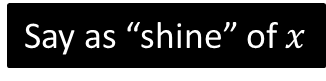 Say as “shine” of x